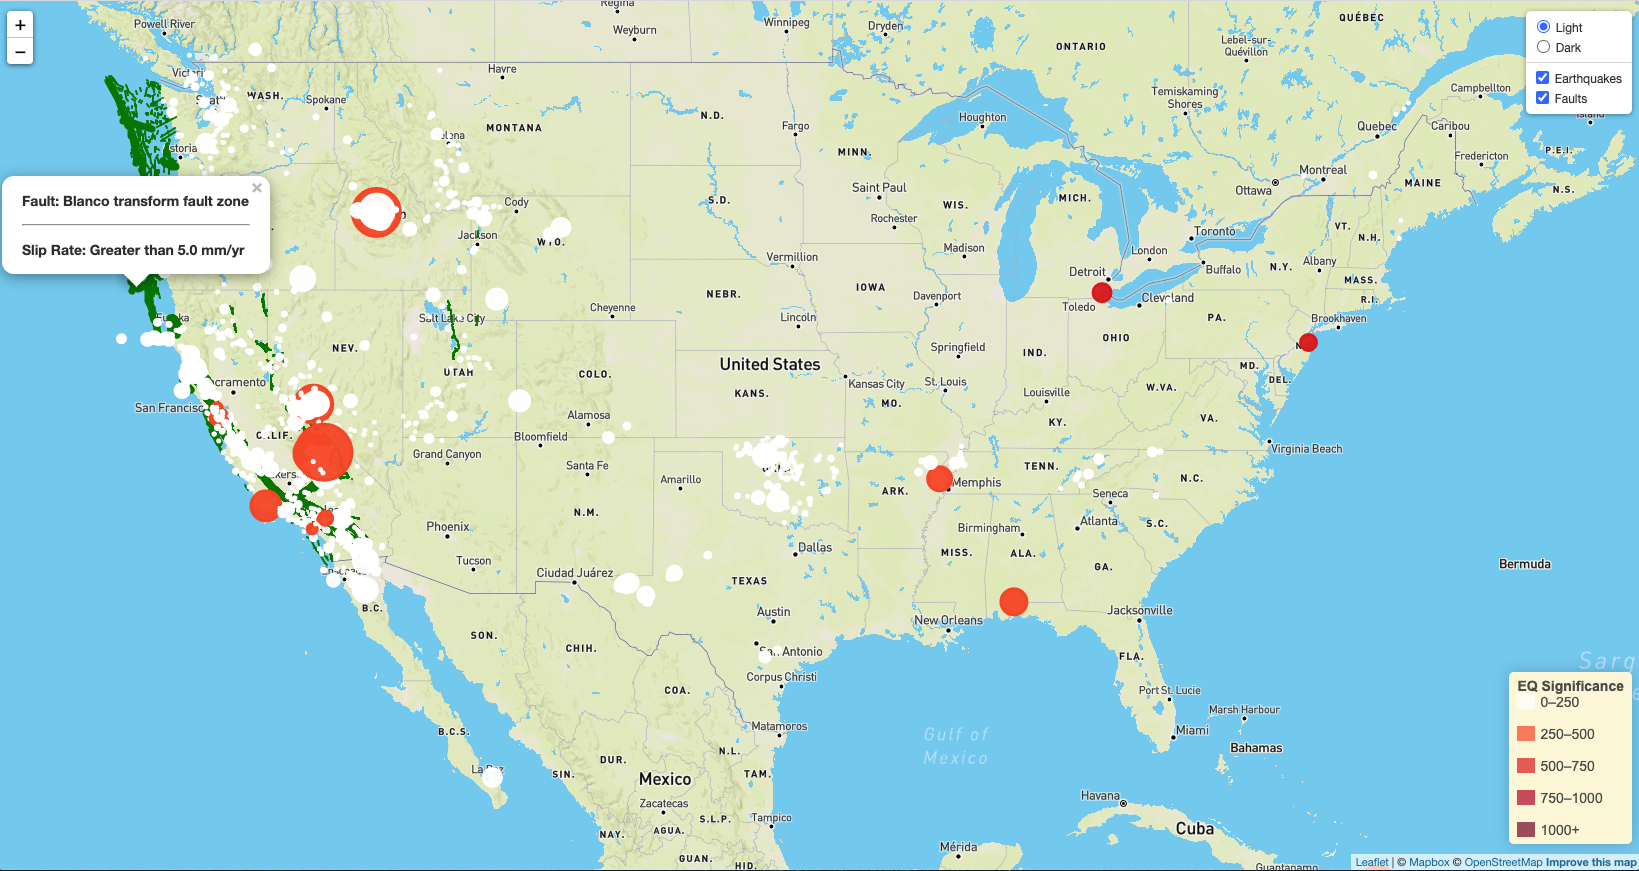 +
−
Light
Dark
Earthquakes
Faults
Fault: Blanco transform fault zone
×
Slip Rate: Greater than 5.0 mm/yr
Powell River
Regina
Weyburn
Winnipeg
Dryden
QUÉBEC
ONTARIO
Lebel-sur-
Quévillon
Havre
Spokane
WASH.
MONTANA
N.D.
Fargo
MINN.
Houghton
Temiskaming
Shores
Campbellton
Quebec
Caribou
Fredericton
P.E.I.
N.S.
MAINE
Montreal
Ottawa
Saint Paul
Rochester
WIS.
MICH.
S.D.
Cody
Jackson
Toronto
London
Buffalo
VT.
N.H.
Albany
N.Y.
MASS.
R.I.
Madison
Vermillion
Detroit
Toledo
Cleveland
IOWA
Davenport
NEBR.
Cheyenne
Lincoln
Salt Lake City
PA.
Brookhaven
OHIO
IND.
Springfield
NEV.
UTAH
COLO.
United States
KANS.
Kansas City
St. Louis
MO.
Louisville
KY.
W.VA.
MD.
DEL.
VA.
Virginia Beach
San Francisc
CALIF.
Alamosa
Bloomfield
Grand Canyon
Santa Fe
Amarillo
N.M.
ARK.
Memphis
TENN.
N.C.
Seneca
S.C.
Atlanta
Birmingham
MISS.
ALA.
GA.
Phoenix
Tucson
Ciudad Juárez
Dallas
TEXAS
Austin
San Antonio
Corpus Christi
Matamoros
New Orleans
Jacksonville
FLA.
Port St. Lucie
Miami
Marsh Harbour
Bahamas
Bermuda
Sarg
B.C.
SON.
CHIH.
COA.
B.C.S.
La Paz
SIN.
DUR.
N.L.
TAM.
Mexico
Zacatecas
S.L.P.
AGUA.
NAY.
GUAN.
HID.
Tampico
Gulf of
Mexico
Havana
Cuba
Mérida
Guantanamo
EQ Significance
0–250
250–500
500–750
750–1000
1000+
Leaflet | © Mapbox © OpenStreetMap Improve this map